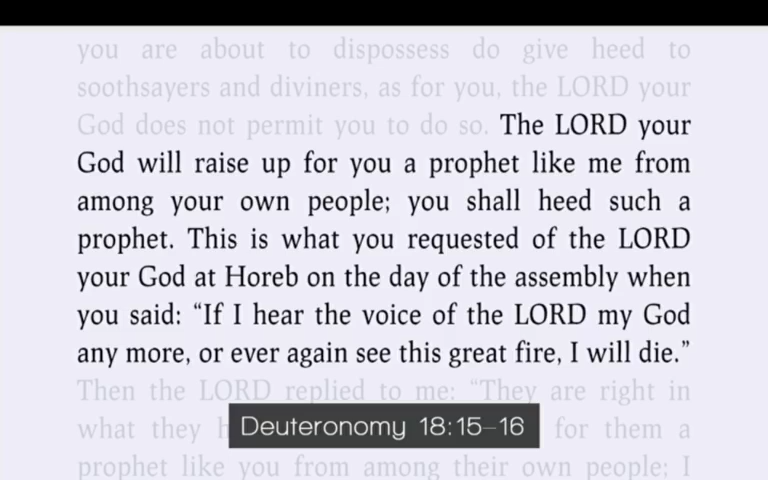 you are about to dispossess do give heed to
soothsayers and diviners, as for you, the LORD your
God does not permit you to do so. The LORD your
God will raise up for you a prophet like me from
among your own people; you shall heed such a
prophet. This is what you requested of the LORD
your God at Horeb on the day of the assembly when
you said: “If I hear the voice of the LORD my God
any more, or ever again see this great fire, I will die.”
Then the LORD replied to me: “They are right in
what they for them a
Deuteronomy 18:15–16
prophet like you from among their own people; I